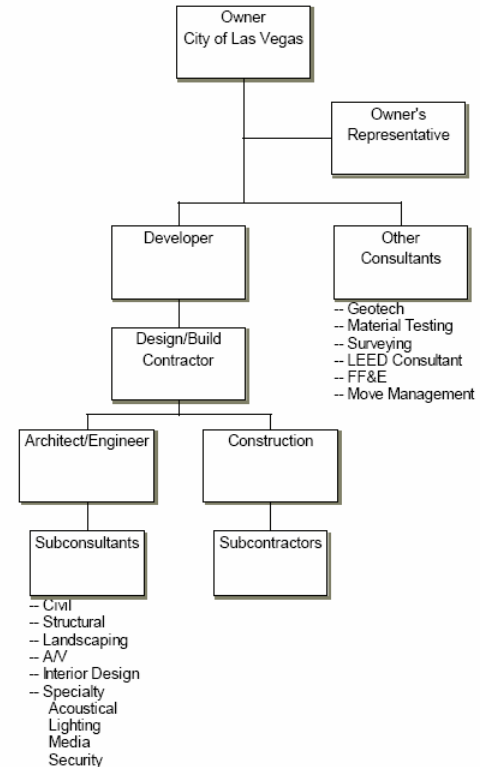 Owner
City of Las Vegas
Owner's
Representative
Developer
Other
Consultants
-- Geotech
-- Material Testing
-- Surveying
-- LEED Consultant
-- FF&E
-- Move Management
Design/Build
Contractor
Architect/Engineer
Construction
Subconsultants
Subcontractors
-- Civil
-- Structural
-- Landscaping
-- A/V
-- Interior Design
-- Specialty
Acoustical
Lighting
Media
Security